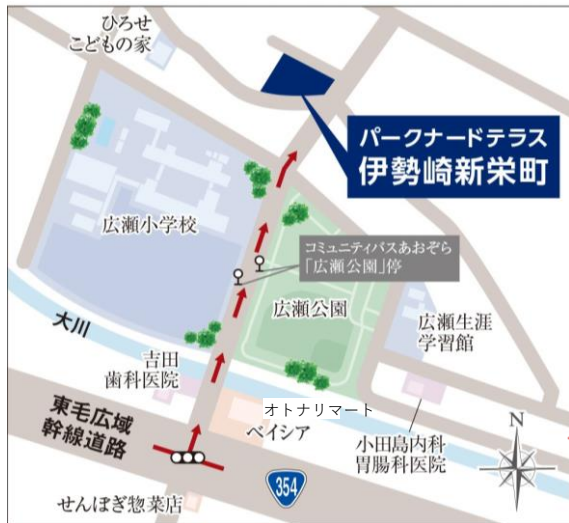 ひろせ
こどもの家
パークナードテラス
伊勢崎新栄町
広瀬小学校
コミュニティバスあおぞら
「広瀬公園」停
広瀬公園
広瀬生涯
学習館
大川
吉田
歯科医院
オトナリマート
ベイシア
小田島内科
胃腸科医院
東毛広域
幹線道路
354
せんぼぎ惣菜店
N